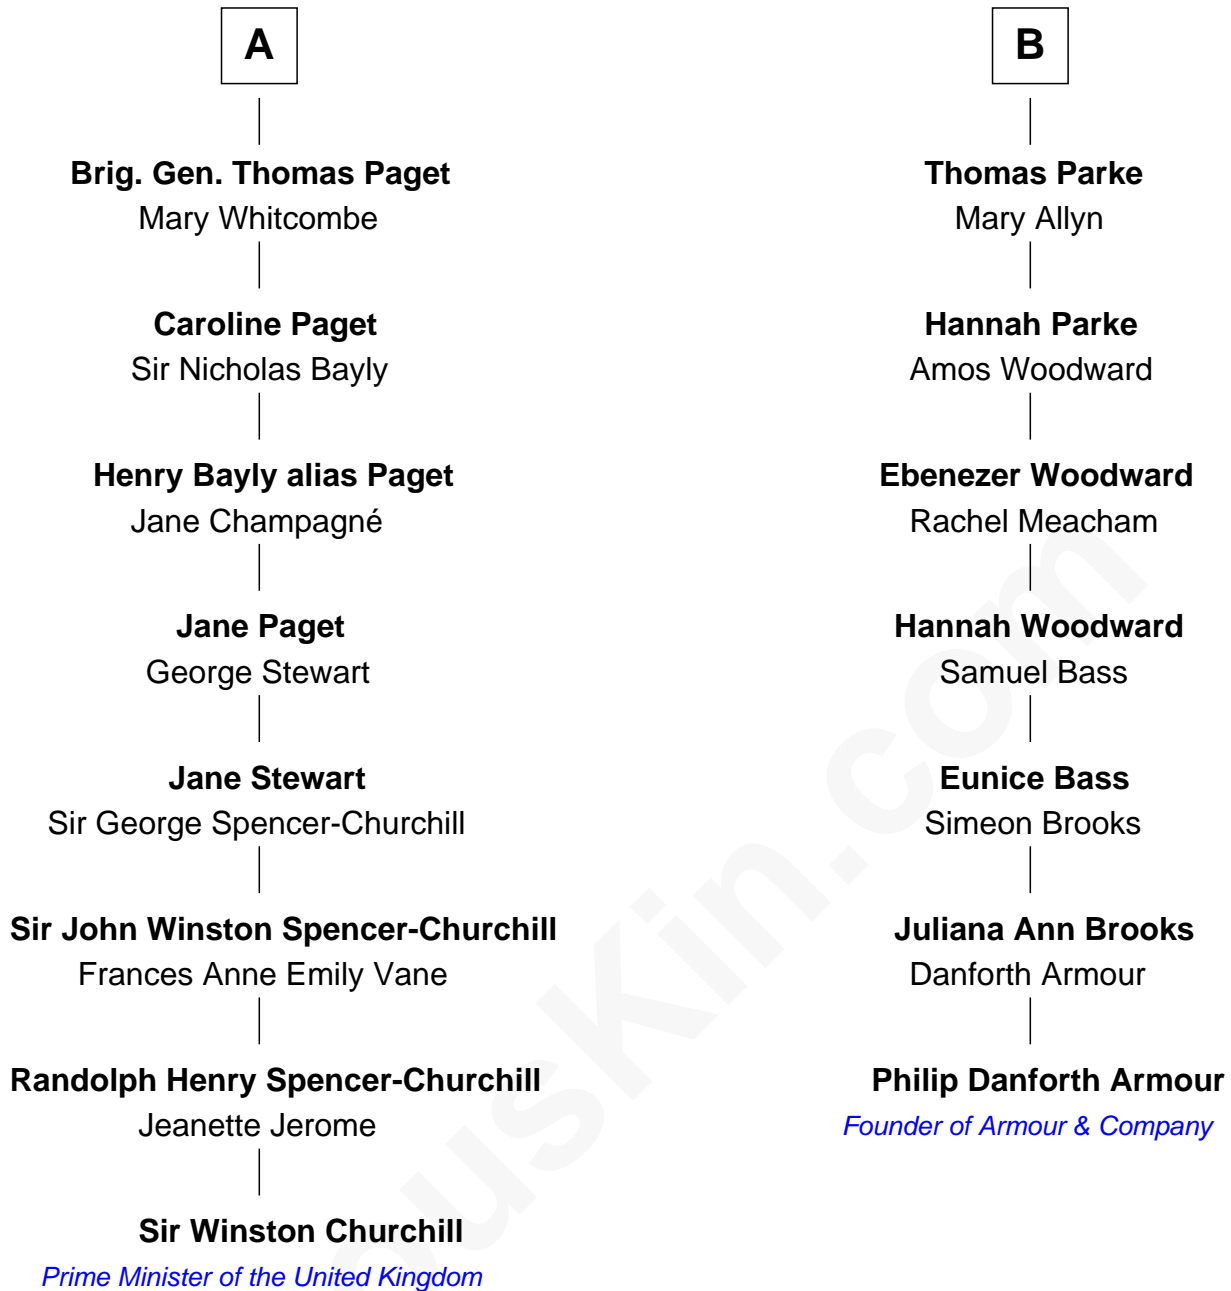 A
Brig. Gen. Thomas Paget
Mary Whitcombe
Caroline Paget
Sir Nicholas Bayly
Henry Bayly alias Paget
Jane Champagné
Jane Paget
George Stewart
Jane Stewart
Sir George Spencer-Churchill
Sir John Winston Spencer-Churchill
Frances Anne Emily Vane
Randolph Henry Spencer-Churchill
Jeanette Jerome
Sir Winston Churchill
Prime Minister of the United Kingdom
B
Thomas Parke
Mary Allyn
Hannah Parke
Amos Woodward
Ebenezer Woodward
Rachel Meacham
Hannah Woodward
Samuel Bass
Eunice Bass
Simeon Brooks
Juliana Ann Brooks
Danforth Armour
Philip Danforth Armour
Founder of Armour & Company
ousKin.com